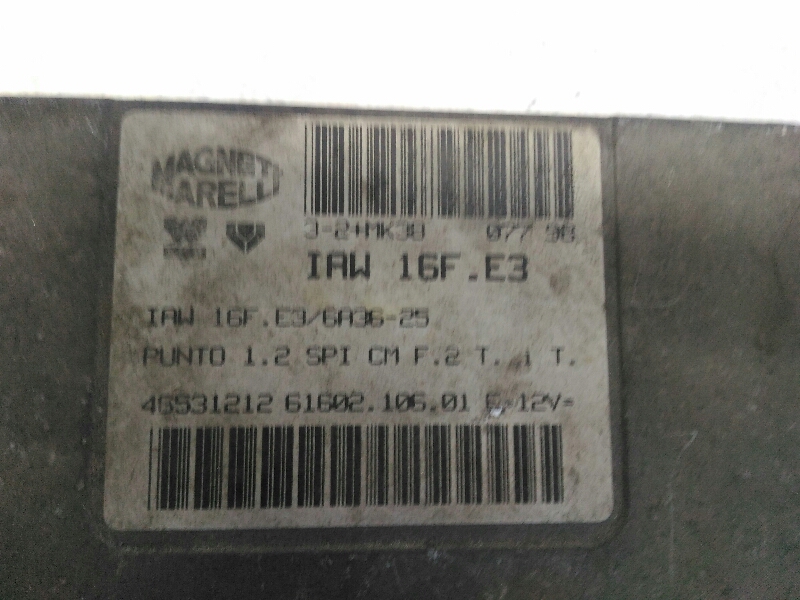 MAGNETI
MARELLI
3-2+MK38 077 98
IAW 16F.E3
IAW 16F.E3/6A36-25
PUNTO 1.2 SPI CM F.2 T. T.
46531212 61602.106.01 -12V=